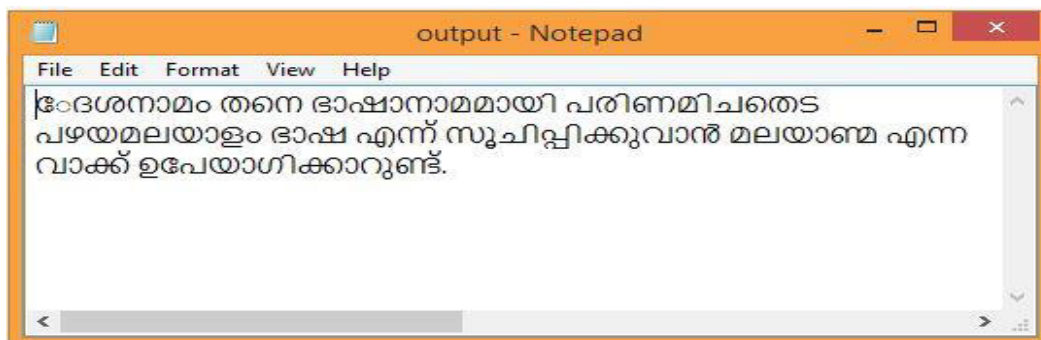 output - Notepad
File Edit Format View Help
േദശനാമം തനെ ഭാഷാനാമമായി പരിണമിചതെട
പഴയമലയാളം ഭാഷ എന്ന് സൂചിപ്പിക്കുവാൻ മലയാണ്മ എന്ന
വാക്ക് ഉപേയാഗിക്കാറുണ്ട്.